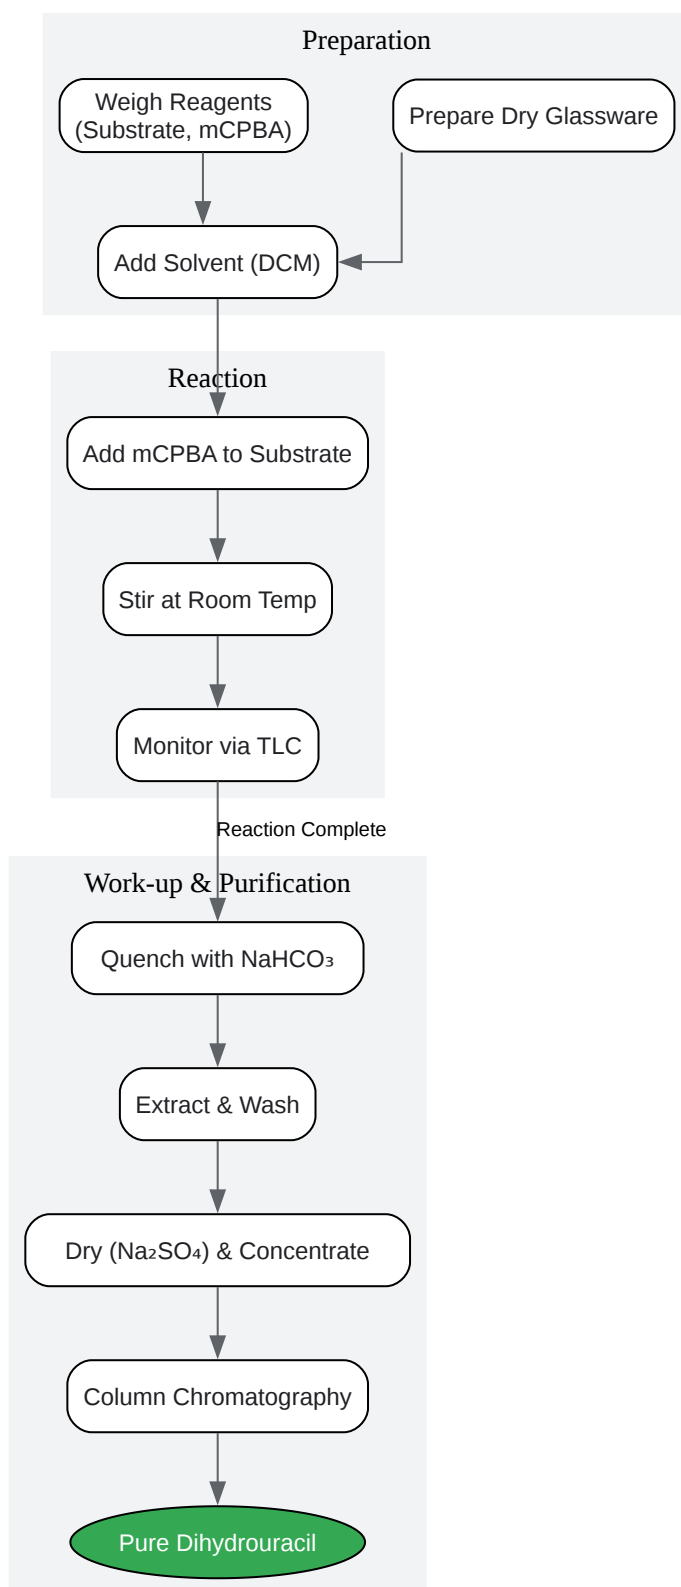 Preparation
Weigh Reagents
(Substrate, mCPBA)
Prepare Dry Glassware
Add Solvent (DCM)
Reaction
Add mCPBA to Substrate
Stir at Room Temp
Monitor via TLC
Reaction Complete
Work-up & Purification
Quench with NaHCO₃
Extract & Wash
Dry (Na₂SO₄) & Concentrate
Column Chromatography
Pure Dihydrouracil